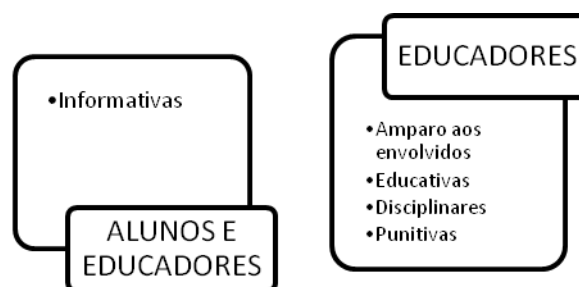 •Informativas
ALUNOS E
EDUCADORES
EDUCADORES
•Amparo aos
envolvidos
•Educativas
•Disciplinares
•Punitivas